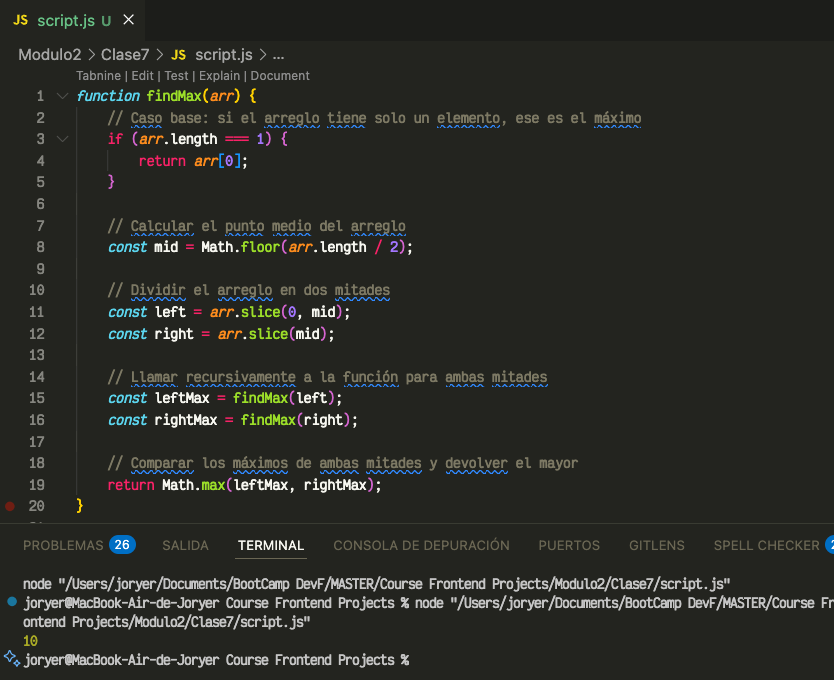 JS script.js U ×
Modulo2 > Clase7 > JS script.js > ...
Tabnine | Edit | Test | Explain | Document
1 function findMax(arr) {
2 // Caso base: si el arreglo tiene solo un elemento, ese es el máximo
3 if (arr.length === 1) {
4 return arr[0];
5 }
6
7 // Calcular el punto medio del arreglo
8 const mid = Math.floor(arr.length / 2);
9
10 // Dividir el arreglo en dos mitades
11 const left = arr.slice(0, mid);
12 const right = arr.slice(mid);
13
14 // Llamar recursivamente a la función para ambas mitades
15 const leftMax = findMax(left);
16 const rightMax = findMax(right);
17
18 // Comparar los máximos de ambas mitades y devolver el mayor
19 return Math.max(leftMax, rightMax);
20 }
PROBLEMAS 26 SALIDA TERMINAL CONSOLA DE DEPURACIÓN PUERTOS GITLENS SPELL CHECKER
node "/Users/joryer/Documents/BootCamp DevF/MASTER/Course Frontend Projects/Modulo2/Clase7/script.js"
joryer@MacBook-Air-de-Joryer Course Frontend Projects % node "/Users/joryer/Documents/BootCamp DevF/MASTER/Course Fr
ontend Projects/Modulo2/Clase7/script.js"
10
joryer@MacBook-Air-de-Joryer Course Frontend Projects %